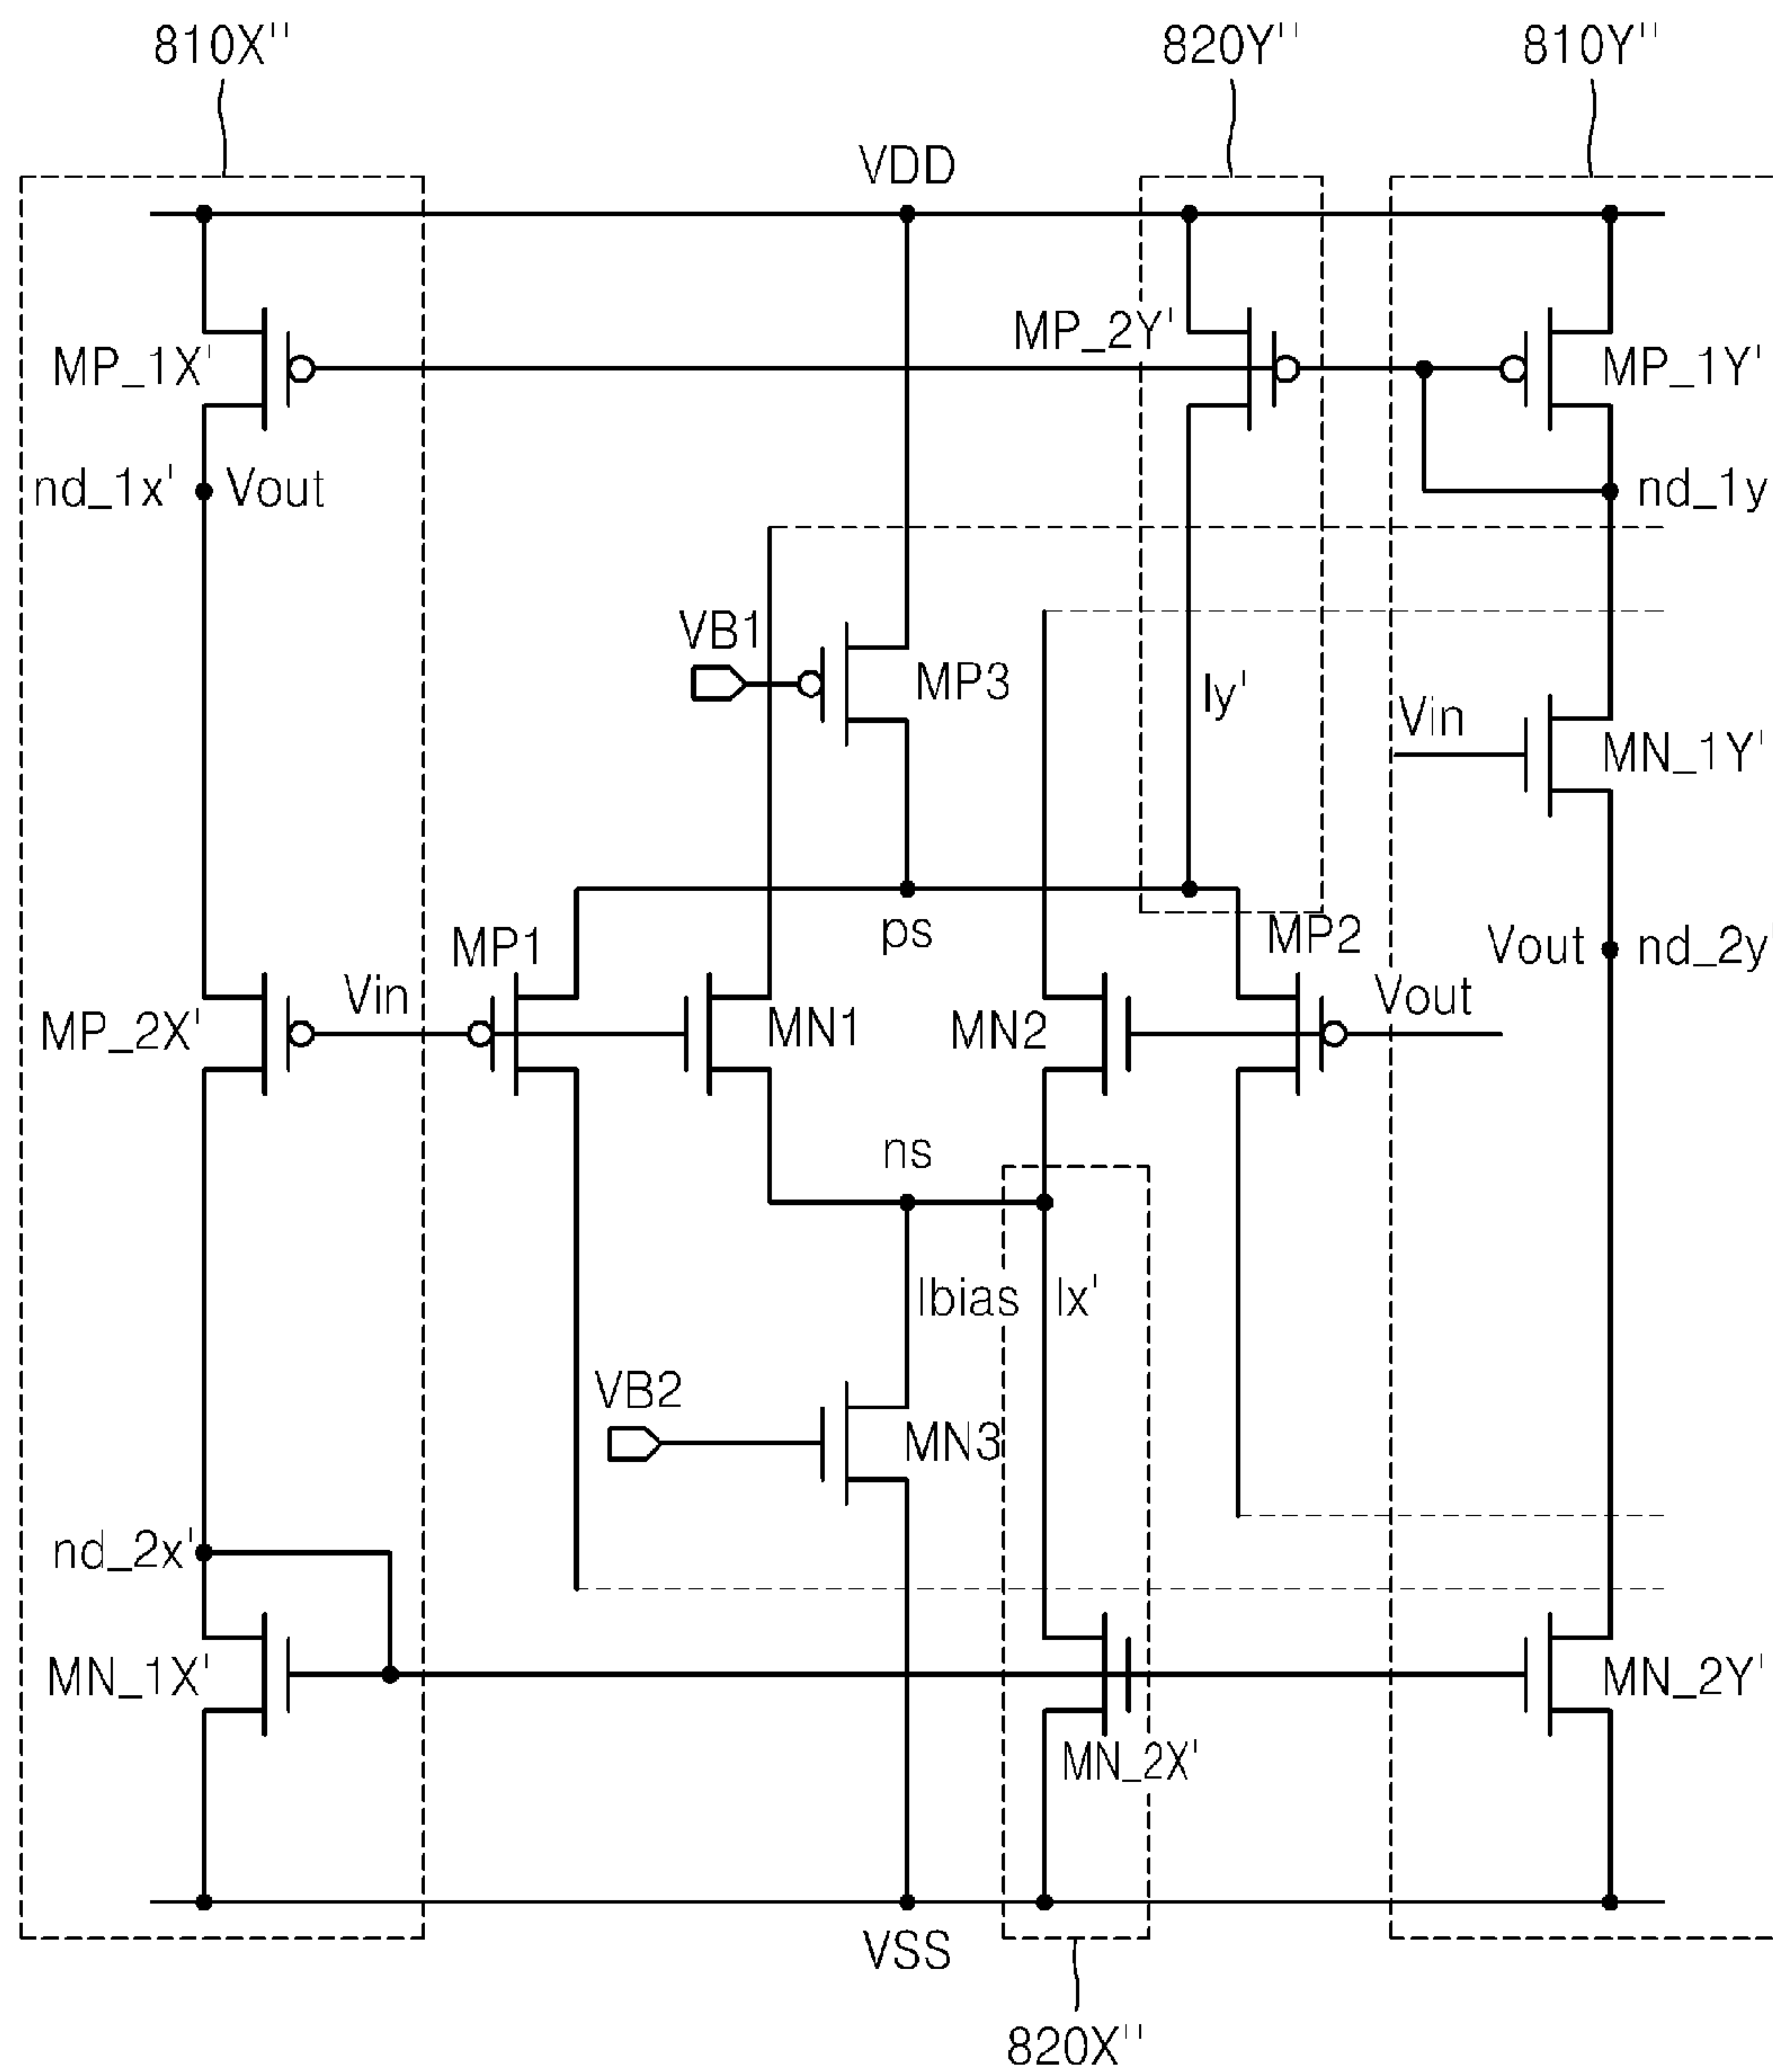 810X"
820Y"
810Y"
VDD
MP_1X'
MP_2Y'
MP_1Y'
nd_1x'
Vout
nd_1y
VB1
MP3
Iy'
Vin
MN_1Y'
ps
MP1
MP2
Vout
nd_2y'
MP_2X'
Vin
MN1
MN2
Vout
ns
Ibias
Ix'
VB2
MN3
nd_2x'
MN_1X'
MN_2X'
MN_2Y'
VSS
820X"